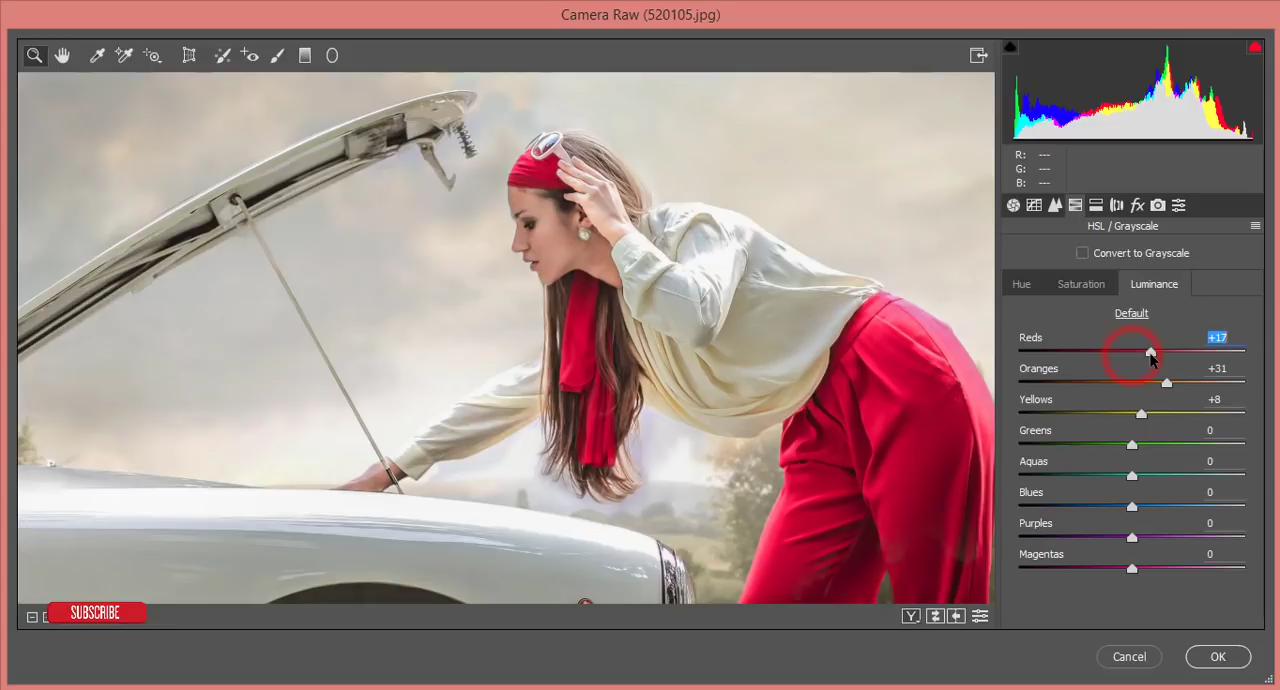 Camera Raw (520105.jpg)
R: ---
G: ---
B: ---
fx
HSL / Grayscale
Convert to Grayscale
Hue Saturation Luminance
Default
Reds +17
Oranges +31
Yellows +8
Greens 0
Aquas 0
Blues 0
Purples 0
Magentas 0
SUBSCRIBE
Y
Cancel OK